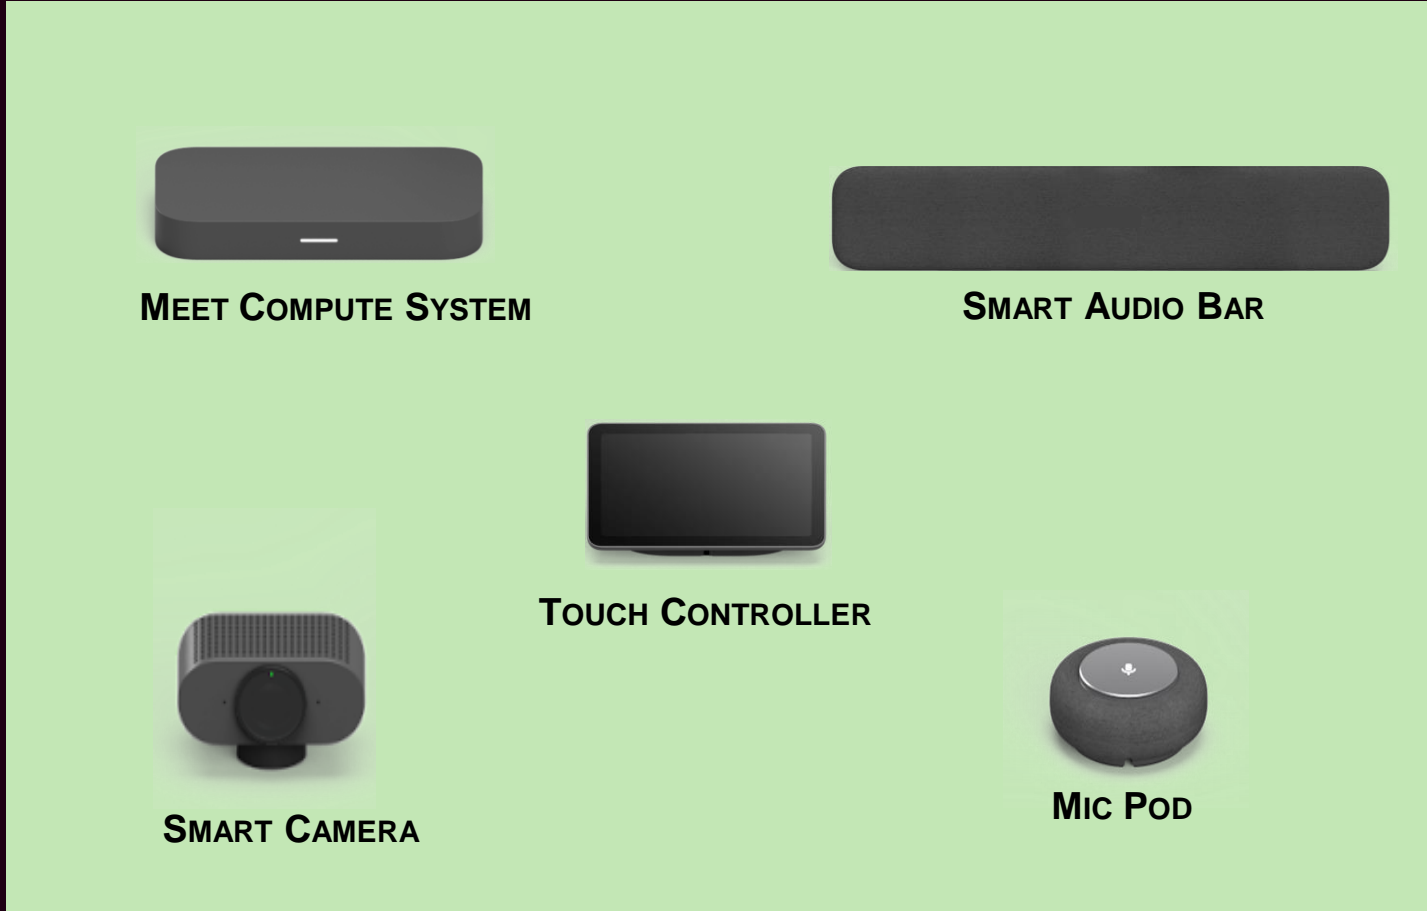 MEET COMPUTE SYSTEM
SMART AUDIO BAR
TOUCH CONTROLLER
MIC POD
SMART CAMERA